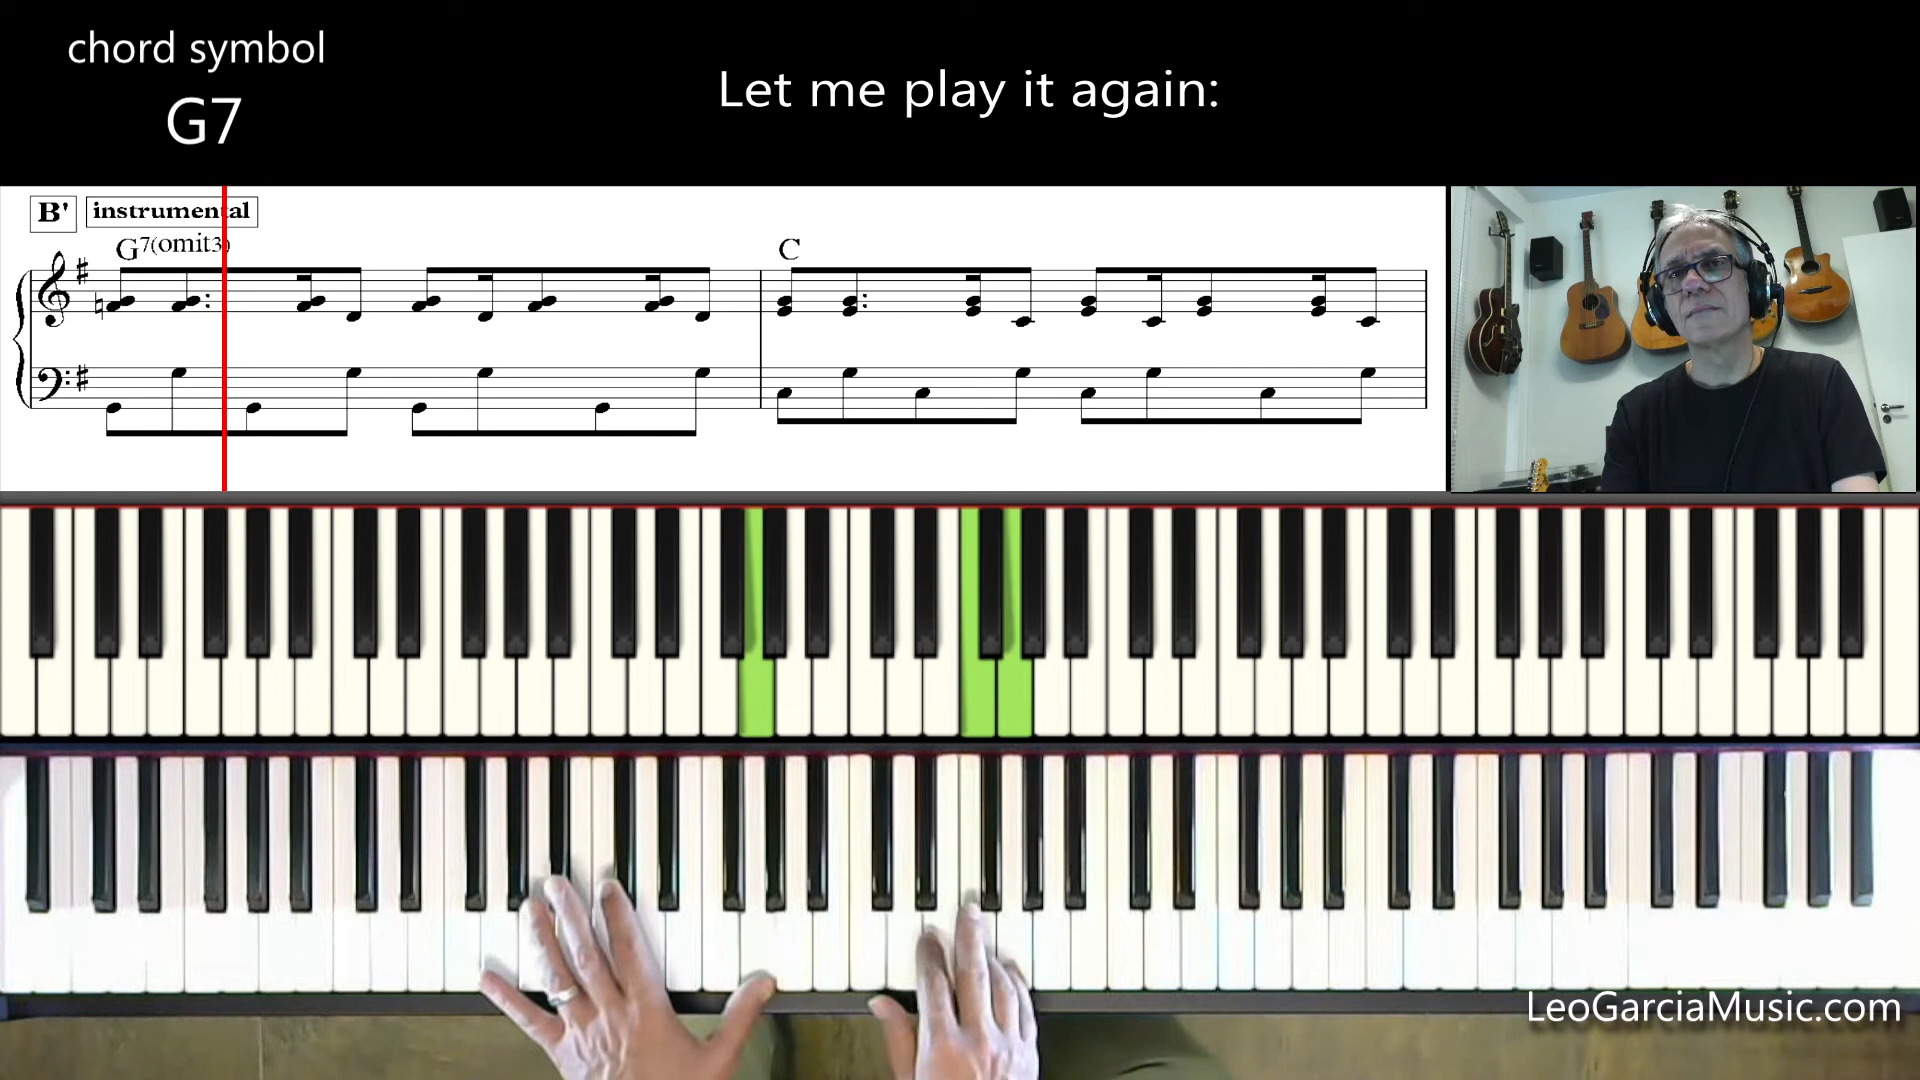 chord symbol
G7
Let me play it again:
B' instrumental
G7(omit3) C
LeoGarciaMusic.com